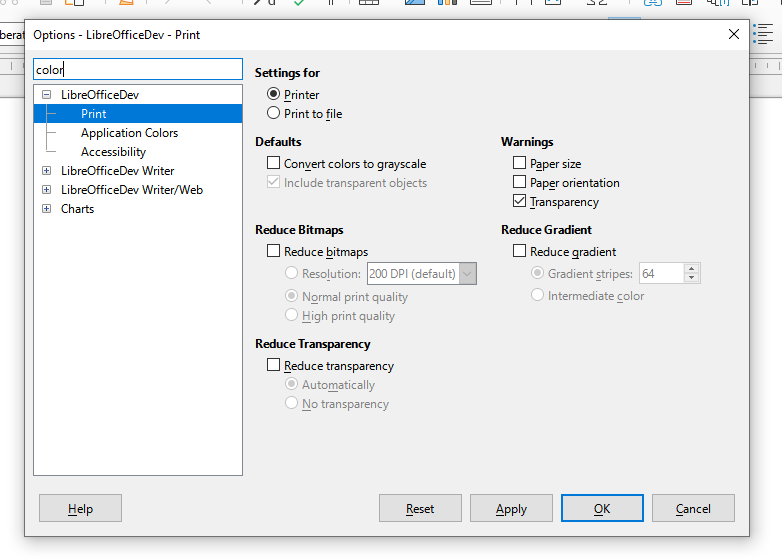 Options - LibreOfficeDev - Print
color
LibreOfficeDev
Print
Application Colors
Accessibility
LibreOfficeDev Writer
LibreOfficeDev Writer/Web
Charts
Settings for
Printer
Print to file
Defaults
Convert colors to grayscale
Include transparent objects
Warnings
Paper size
Paper orientation
Transparency
Reduce Bitmaps
Reduce bitmaps
Resolution: 200 DPI (default)
Normal print quality
High print quality
Reduce Gradient
Reduce gradient
Gradient stripes: 64
Intermediate color
Reduce Transparency
Reduce transparency
Automatically
No transparency
Help Reset Apply OK Cancel